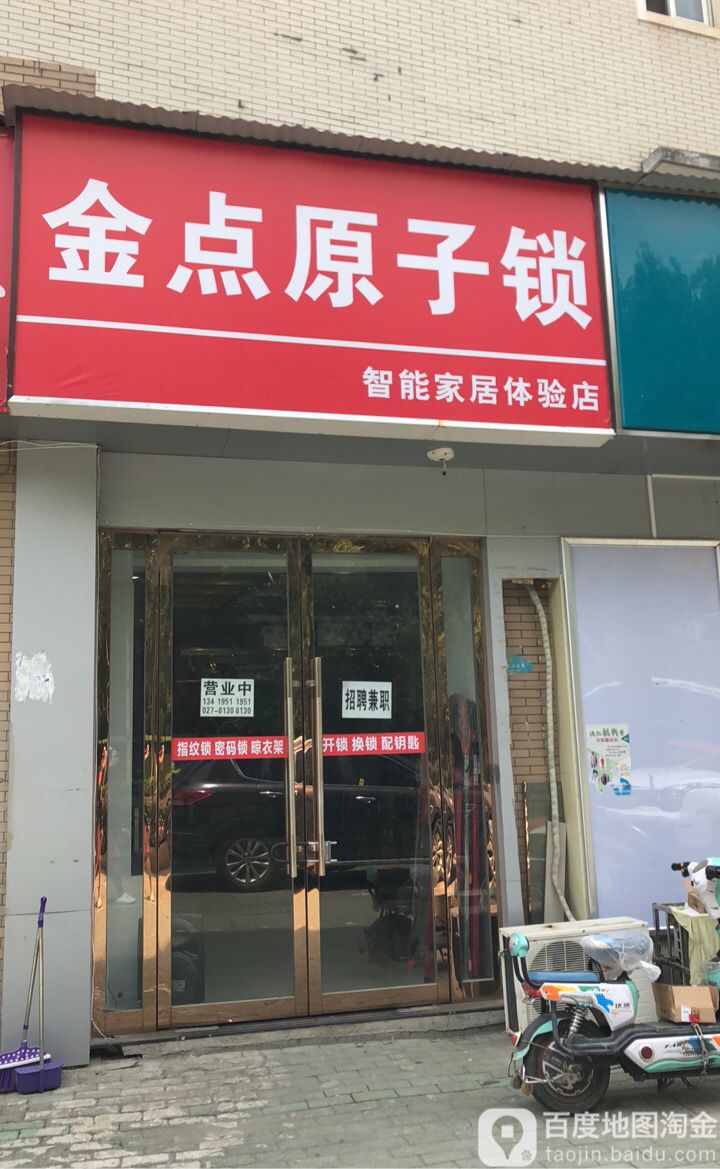 金点原子锁
智能家居体验店
营业中
134 1951 1951
027-8130 8130
招聘兼职
指纹锁 密码锁 晾衣架
开锁 换锁 配钥匙
百度地图淘金
taojin.baidu.com